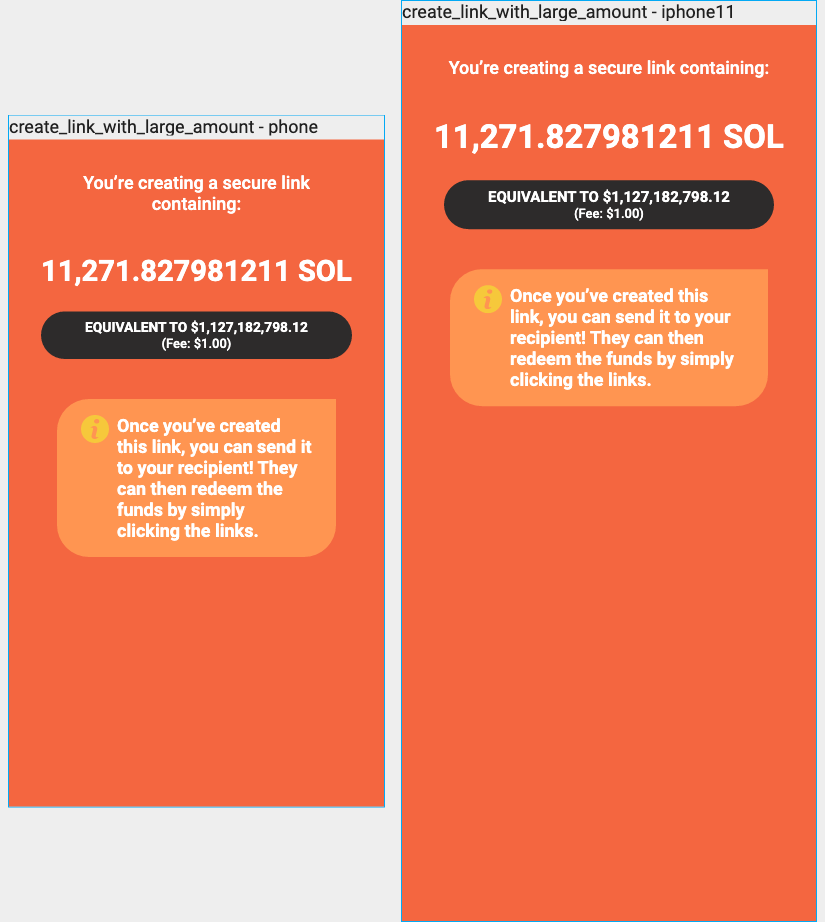 create_link_with_large_amount - phone
You’re creating a secure link
containing:
11,271.827981211 SOL
EQUIVALENT TO $1,127,182,798.12
(Fee: $1.00)
i
Once you’ve created
this link, you can send it
to your recipient! They
can then redeem the
funds by simply
clicking the links.
create_link_with_large_amount - iphone11
You’re creating a secure link containing:
11,271.827981211 SOL
EQUIVALENT TO $1,127,182,798.12
(Fee: $1.00)
i
Once you’ve created this
link, you can send it to your
recipient! They can then
redeem the funds by simply
clicking the links.